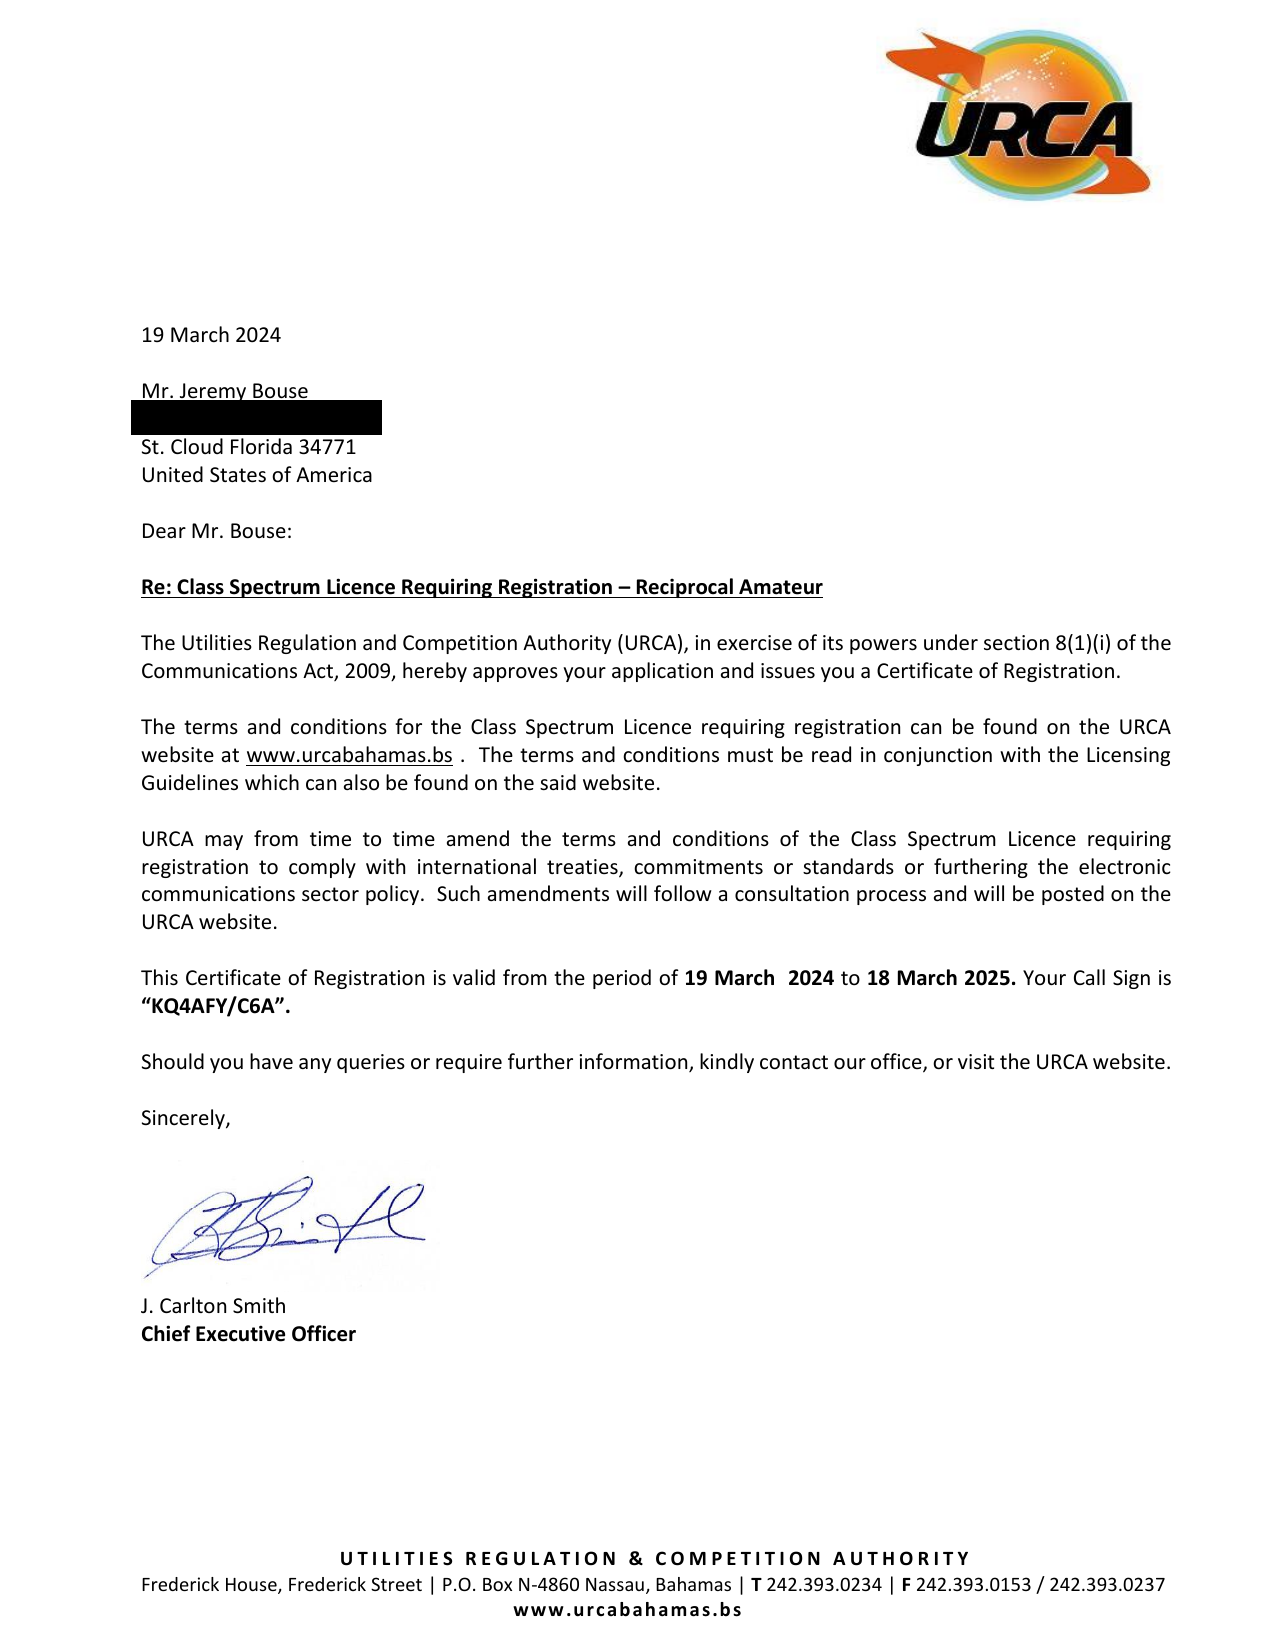 URCA
19 March 2024
Mr. Jeremy Bouse
St. Cloud Florida 34771
United States of America
Dear Mr. Bouse:
Re: Class Spectrum Licence Requiring Registration – Reciprocal Amateur
The Utilities Regulation and Competition Authority (URCA), in exercise of its powers under section 8(1)(i) of the
Communications Act, 2009, hereby approves your application and issues you a Certificate of Registration.
The terms and conditions for the Class Spectrum Licence requiring registration can be found on the URCA
website at www.urcabahamas.bs . The terms and conditions must be read in conjunction with the Licensing
Guidelines which can also be found on the said website.
URCA may from time to time amend the terms and conditions of the Class Spectrum Licence requiring
registration to comply with international treaties, commitments or standards or furthering the electronic
communications sector policy. Such amendments will follow a consultation process and will be posted on the
URCA website.
This Certificate of Registration is valid from the period of 19 March 2024 to 18 March 2025. Your Call Sign is
“KQ4AFY/C6A”.
Should you have any queries or require further information, kindly contact our office, or visit the URCA website.
Sincerely,
J. Carlton Smith
Chief Executive Officer
UTILITIES REGULATION & COMPETITION AUTHORITY
Frederick House, Frederick Street | P.O. Box N-4860 Nassau, Bahamas | T 242.393.0234 | F 242.393.0153 / 242.393.0237
www.urcabahamas.bs